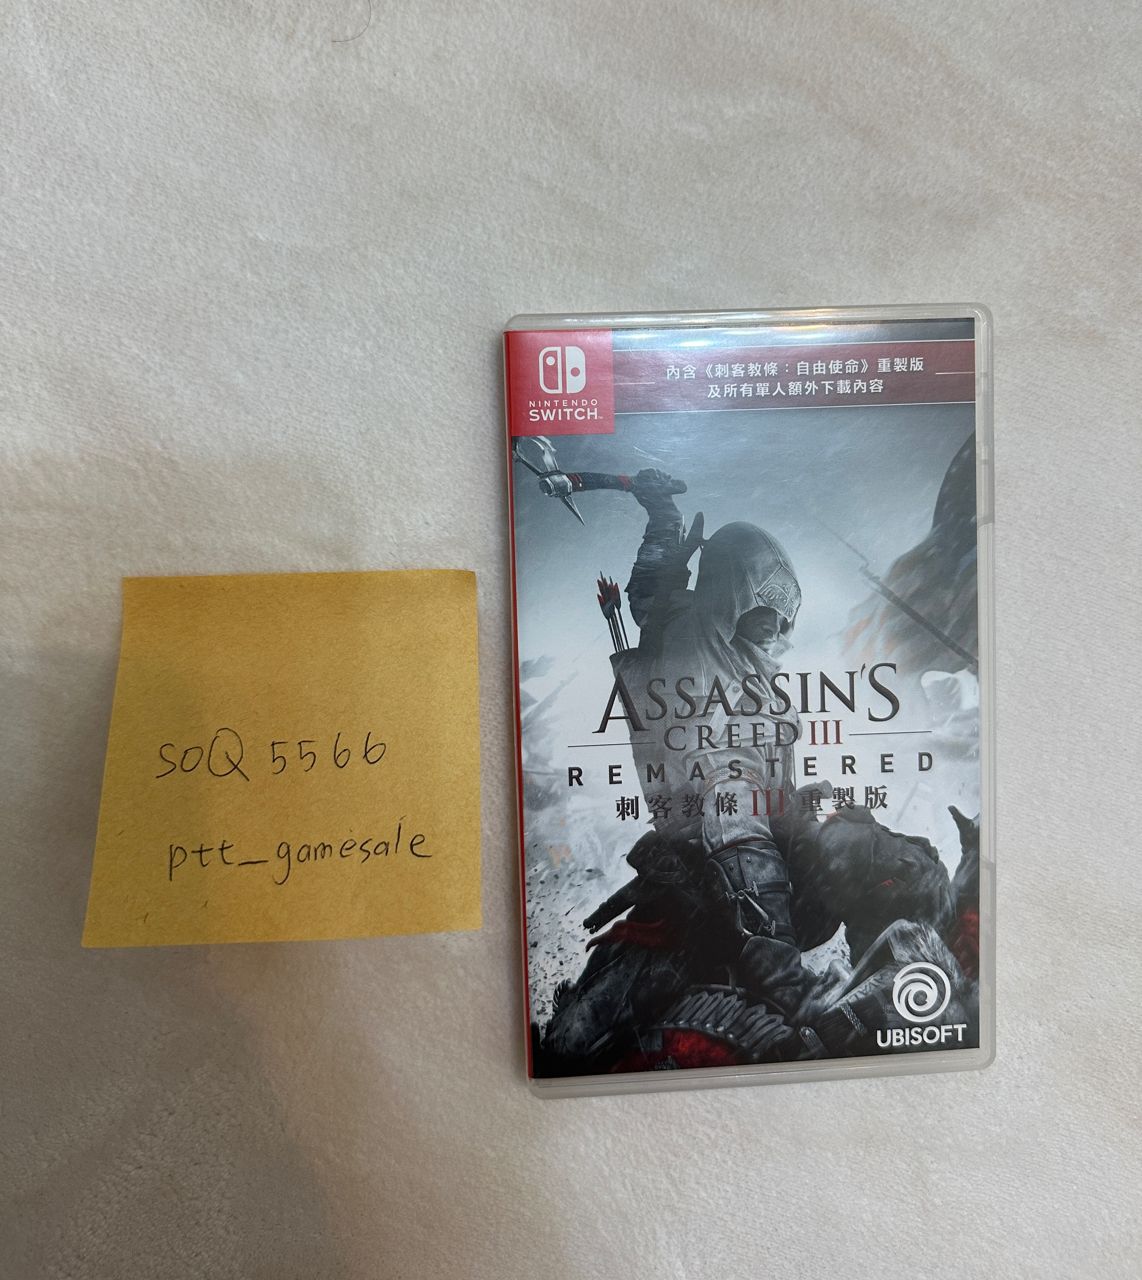 soQ 5566
ptt_gamesale
NINTENDO
SWITCH™
內含《刺客教條：自由使命》重製版
及所有單人額外下載內容
ASSASSIN'S
CREED III
REMASTERED
刺客教條 III 重製版
UBISOFT